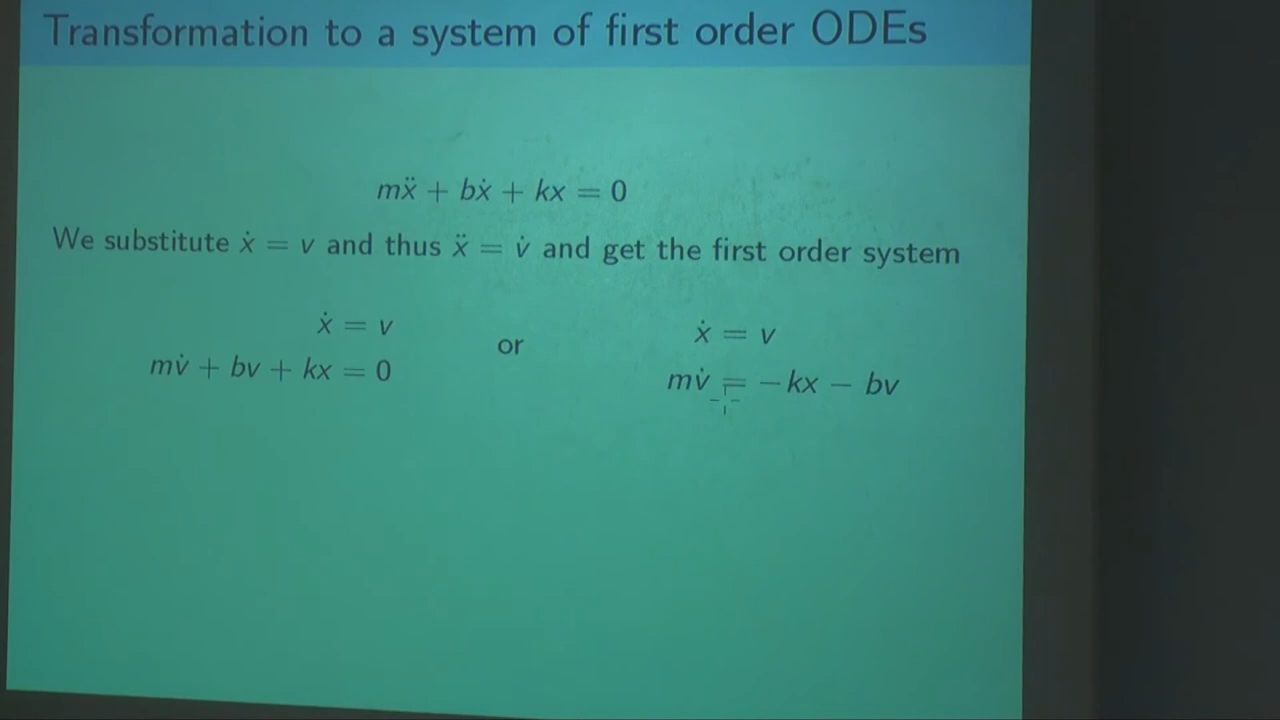 Transformation to a system of first order ODEs
mẍ + bẋ + kx = 0
We substitute ẋ = v and thus ẍ = v̇ and get the first order system
ẋ = v
mv̇ + bv + kx = 0
or
ẋ = v
mv̇ = −kx − bv